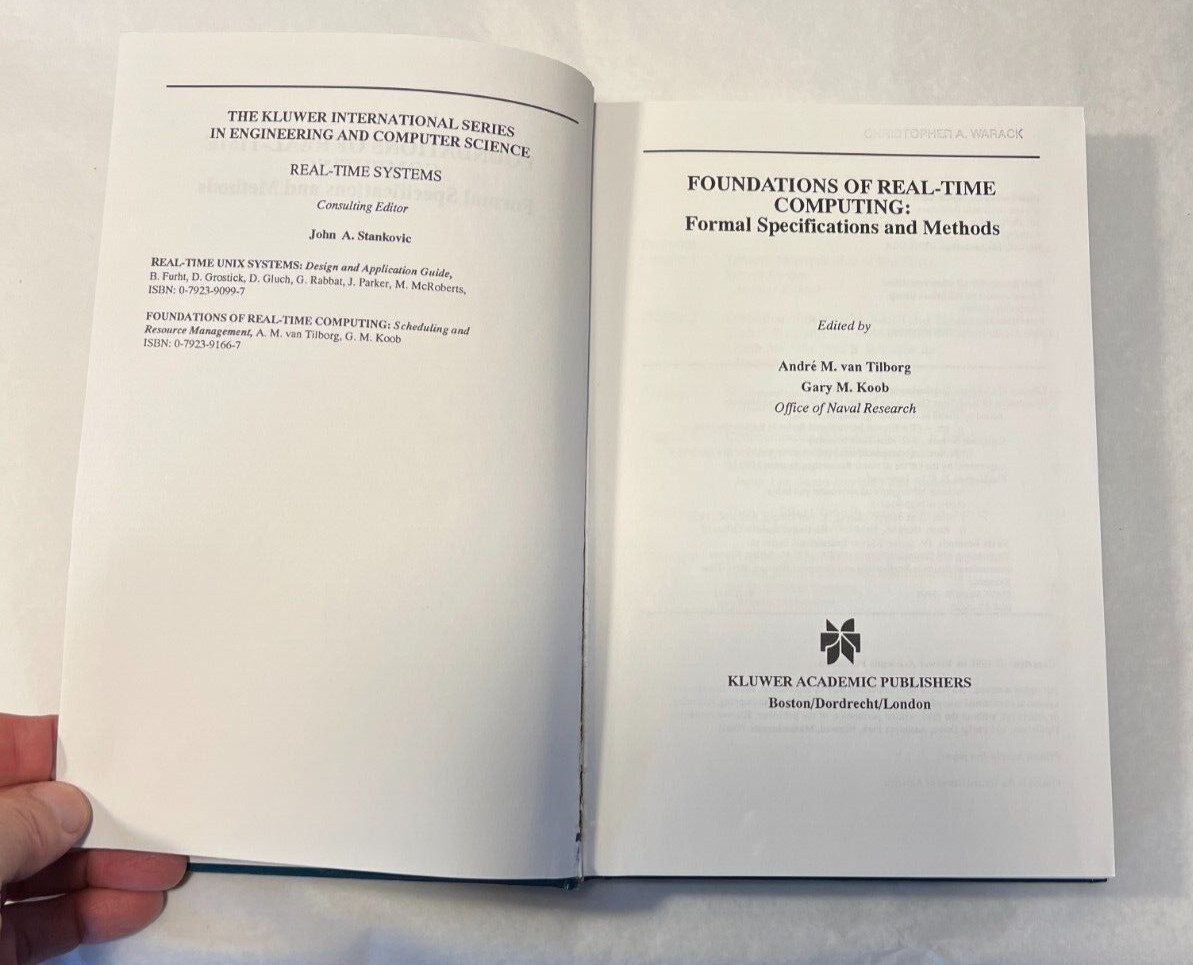 THE KLUWER INTERNATIONAL SERIES
IN ENGINEERING AND COMPUTER SCIENCE
REAL-TIME SYSTEMS
Consulting Editor
John A. Stankovic
REAL-TIME UNIX SYSTEMS: Design and Application Guide,
B. Furht, D. Grostick, D. Gluch, G. Rabbat, J. Parker, M. McRoberts,
ISBN: 0-7923-9099-7
FOUNDATIONS OF REAL-TIME COMPUTING: Scheduling and
Resource Management, A. M. van Tilborg, G. M. Koob
ISBN: 0-7923-9166-7
CHRISTOPHER A. WARACK
FOUNDATIONS OF REAL-TIME
COMPUTING:
Formal Specifications and Methods
Edited by
André M. van Tilborg
Gary M. Koob
Office of Naval Research
KLUWER ACADEMIC PUBLISHERS
Boston/Dordrecht/London